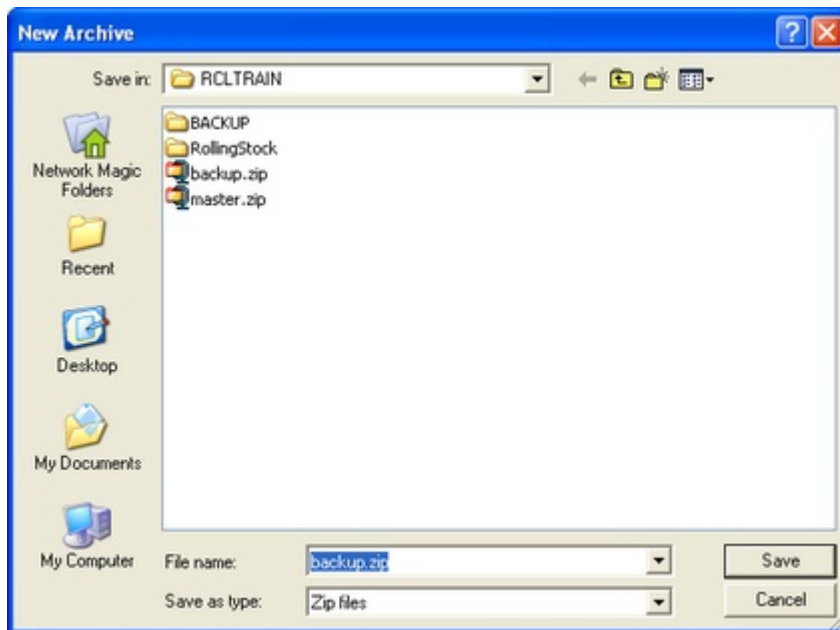 New Archive
Save in: RCLTRAIN
BACKUP
RollingStock
backup.zip
master.zip
Network Magic
Folders
Recent
Desktop
My Documents
My Computer
File name: backup.zip Save
Save as type: Zip files Cancel